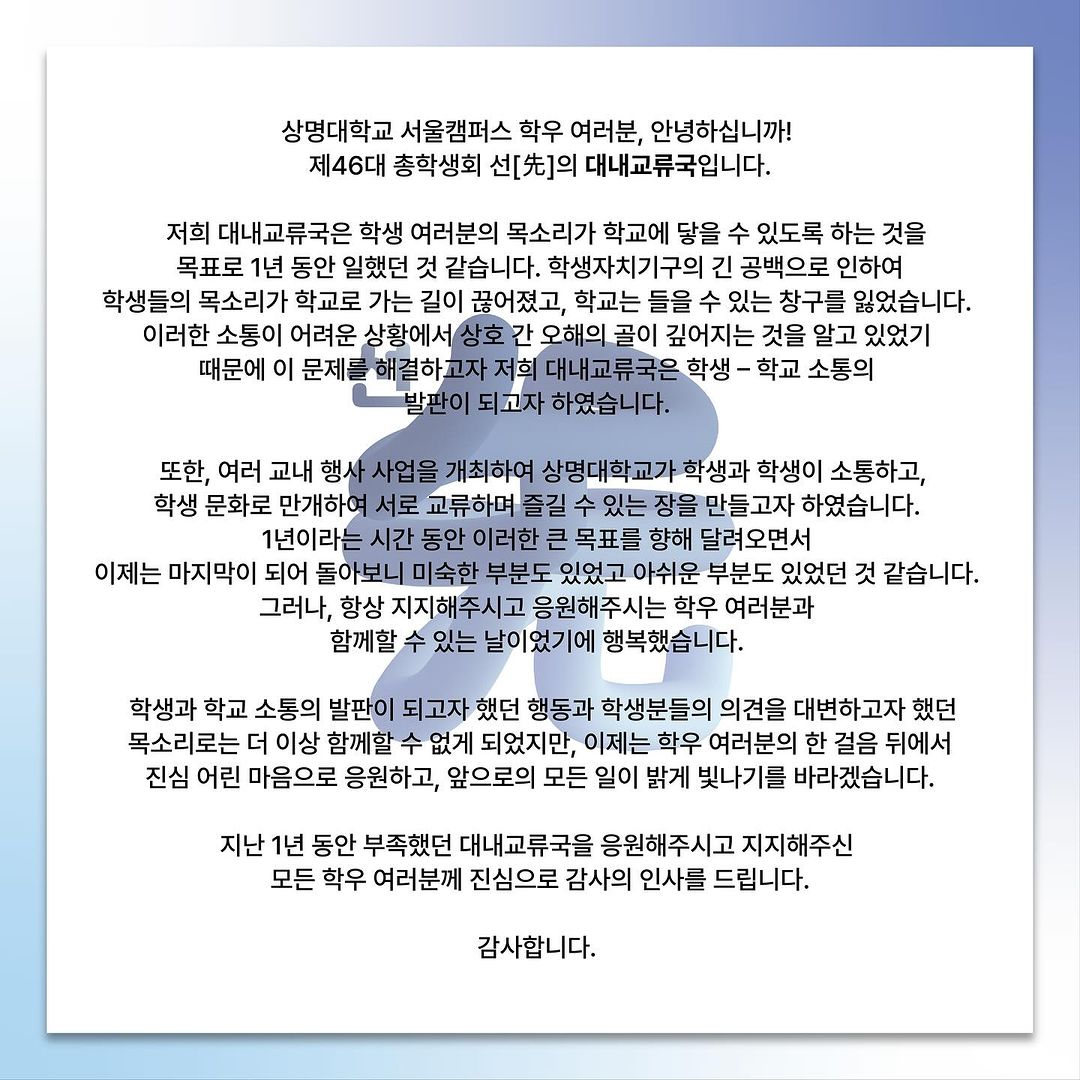 상명대학교 서울캠퍼스 학우 여러분, 안녕하십니까!
제46대 총학생회 선[先]의 대내교류국입니다.
저희 대내교류국은 학생 여러분의 목소리가 학교에 닿을 수 있도록 하는 것을
목표로 1년 동안 일했던 것 같습니다. 학생자치기구의 긴 공백으로 인하여
학생들의 목소리가 학교로 가는 길이 끊어졌고, 학교는 들을 수 있는 창구를 잃었습니다.
이러한 소통이 어려운 상황에서 상호 간 오해의 골이 깊어지는 것을 알고 있었기
때문에 이 문제를 해결하고자 저희 대내교류국은 학생 – 학교 소통의
발판이 되고자 하였습니다.
또한, 여러 교내 행사 사업을 개최하여 상명대학교가 학생과 학생이 소통하고,
학생 문화로 만개하여 서로 교류하며 즐길 수 있는 장을 만들고자 하였습니다.
1년이라는 시간 동안 이러한 큰 목표를 향해 달려오면서
이제는 마지막이 되어 돌아보니 미숙한 부분도 있었고 아쉬운 부분도 있었던 것 같습니다.
그러나, 항상 지지해주시고 응원해주시는 학우 여러분과
함께할 수 있는 날이었기에 행복했습니다.
학생과 학교 소통의 발판이 되고자 했던 행동과 학생분들의 의견을 대변하고자 했던
목소리로는 더 이상 함께할 수 없게 되었지만, 이제는 학우 여러분의 한 걸음 뒤에서
진심 어린 마음으로 응원하고, 앞으로의 모든 일이 밝게 빛나기를 바라겠습니다.
지난 1년 동안 부족했던 대내교류국을 응원해주시고 지지해주신
모든 학우 여러분께 진심으로 감사의 인사를 드립니다.
감사합니다.
선
先